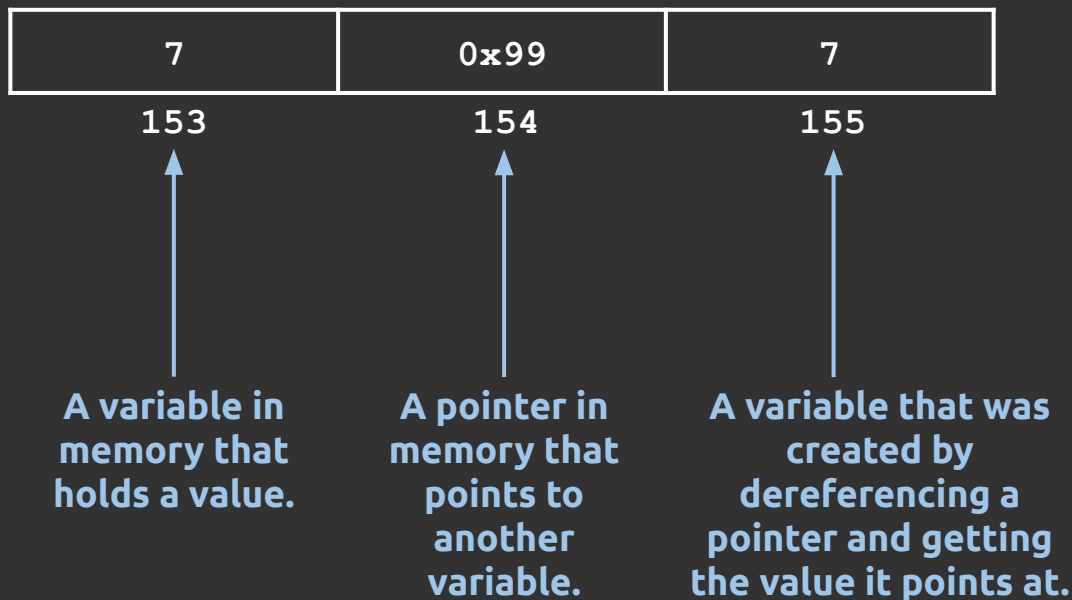 7 0x99 7
153 154 155
A variable in
memory that
holds a value.
A pointer in
memory that
points to
another
variable.
A variable that was
created by
dereferencing a
pointer and getting
the value it points at.